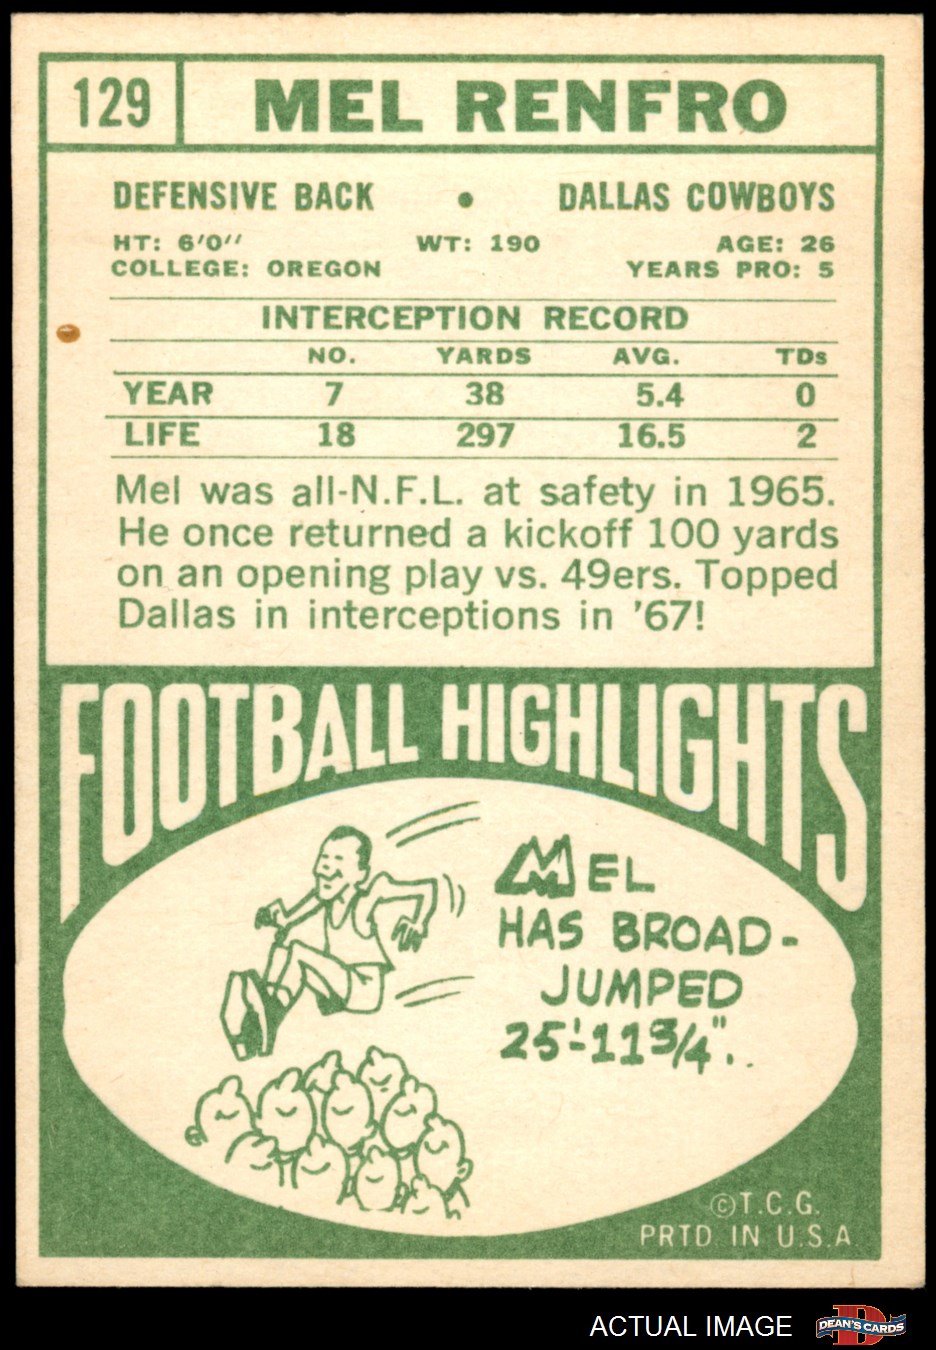 129 MEL RENFRO
DEFENSIVE BACK • DALLAS COWBOYS
HT: 6'0'' WT: 190 AGE: 26
COLLEGE: OREGON YEARS PRO: 5
INTERCEPTION RECORD
NO. YARDS AVG. TDs
YEAR 7 38 5.4 0
LIFE 18 297 16.5 2
Mel was all-N.F.L. at safety in 1965.
He once returned a kickoff 100 yards
on an opening play vs. 49ers. Topped
Dallas in interceptions in '67!
FOOTBALL HIGHLIGHTS
MEL
HAS BROAD-
JUMPED
25'-11 3/4".
©T.C.G.
PRTD IN U.S.A
ACTUAL IMAGE
D
DEAN'S CARDS